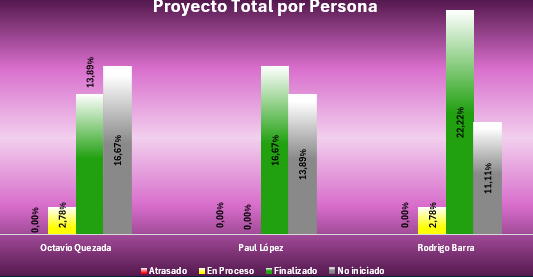 Proyecto Total por Persona
0,00%
2,78%
13,89%
16,67%
0,00%
0,00%
16,67%
13,89%
0,00%
2,78%
22,22%
11,11%
Octavio Quezada
Paul López
Rodrigo Barra
Atrasado En Proceso Finalizado No iniciado